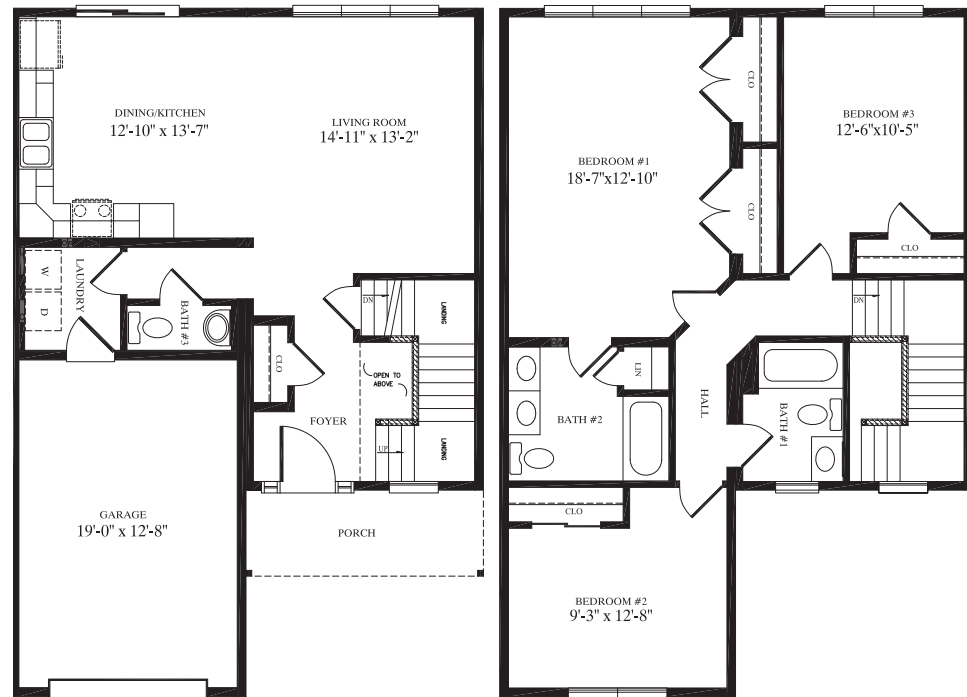 DINING/KITCHEN
12'-10" x 13'-7"
LIVING ROOM
14'-11" x 13'-2"
W
D
LAUNDRY
BATH #3
DN
LANDING
CLO
OPEN TO
ABOVE
FOYER
UP
LANDING
GARAGE
19'-0" x 12'-8"
PORCH
CLO
BEDROOM #1
18'-7"x12'-10"
CLO
BEDROOM #3
12'-6"x10'-5"
CLO
DN
LIN
BATH #2
HALL
BATH #1
CLO
BEDROOM #2
9'-3" x 12'-8"